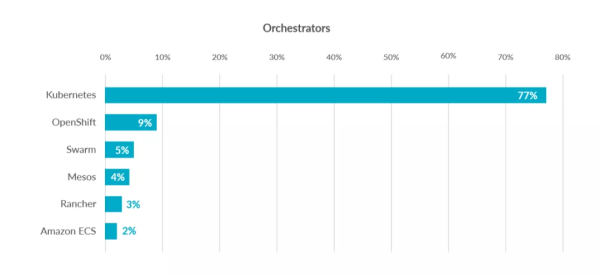 Orchestrators
0% 10% 20% 30% 40% 50% 60% 70% 80%
Kubernetes 77%
OpenShift 9%
Swarm 5%
Mesos 4%
Rancher 3%
Amazon ECS 2%